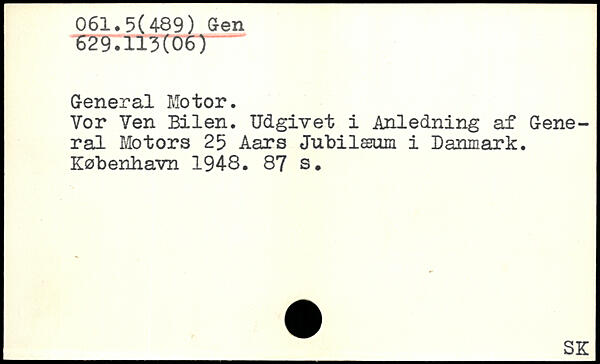 061.5(489) Gen
629.113(06)
General Motor.
Vor Ven Bilen. Udgivet i Anledning af Gene-
ral Motors 25 Aars Jubilæum i Danmark.
København 1948. 87 s.
SK